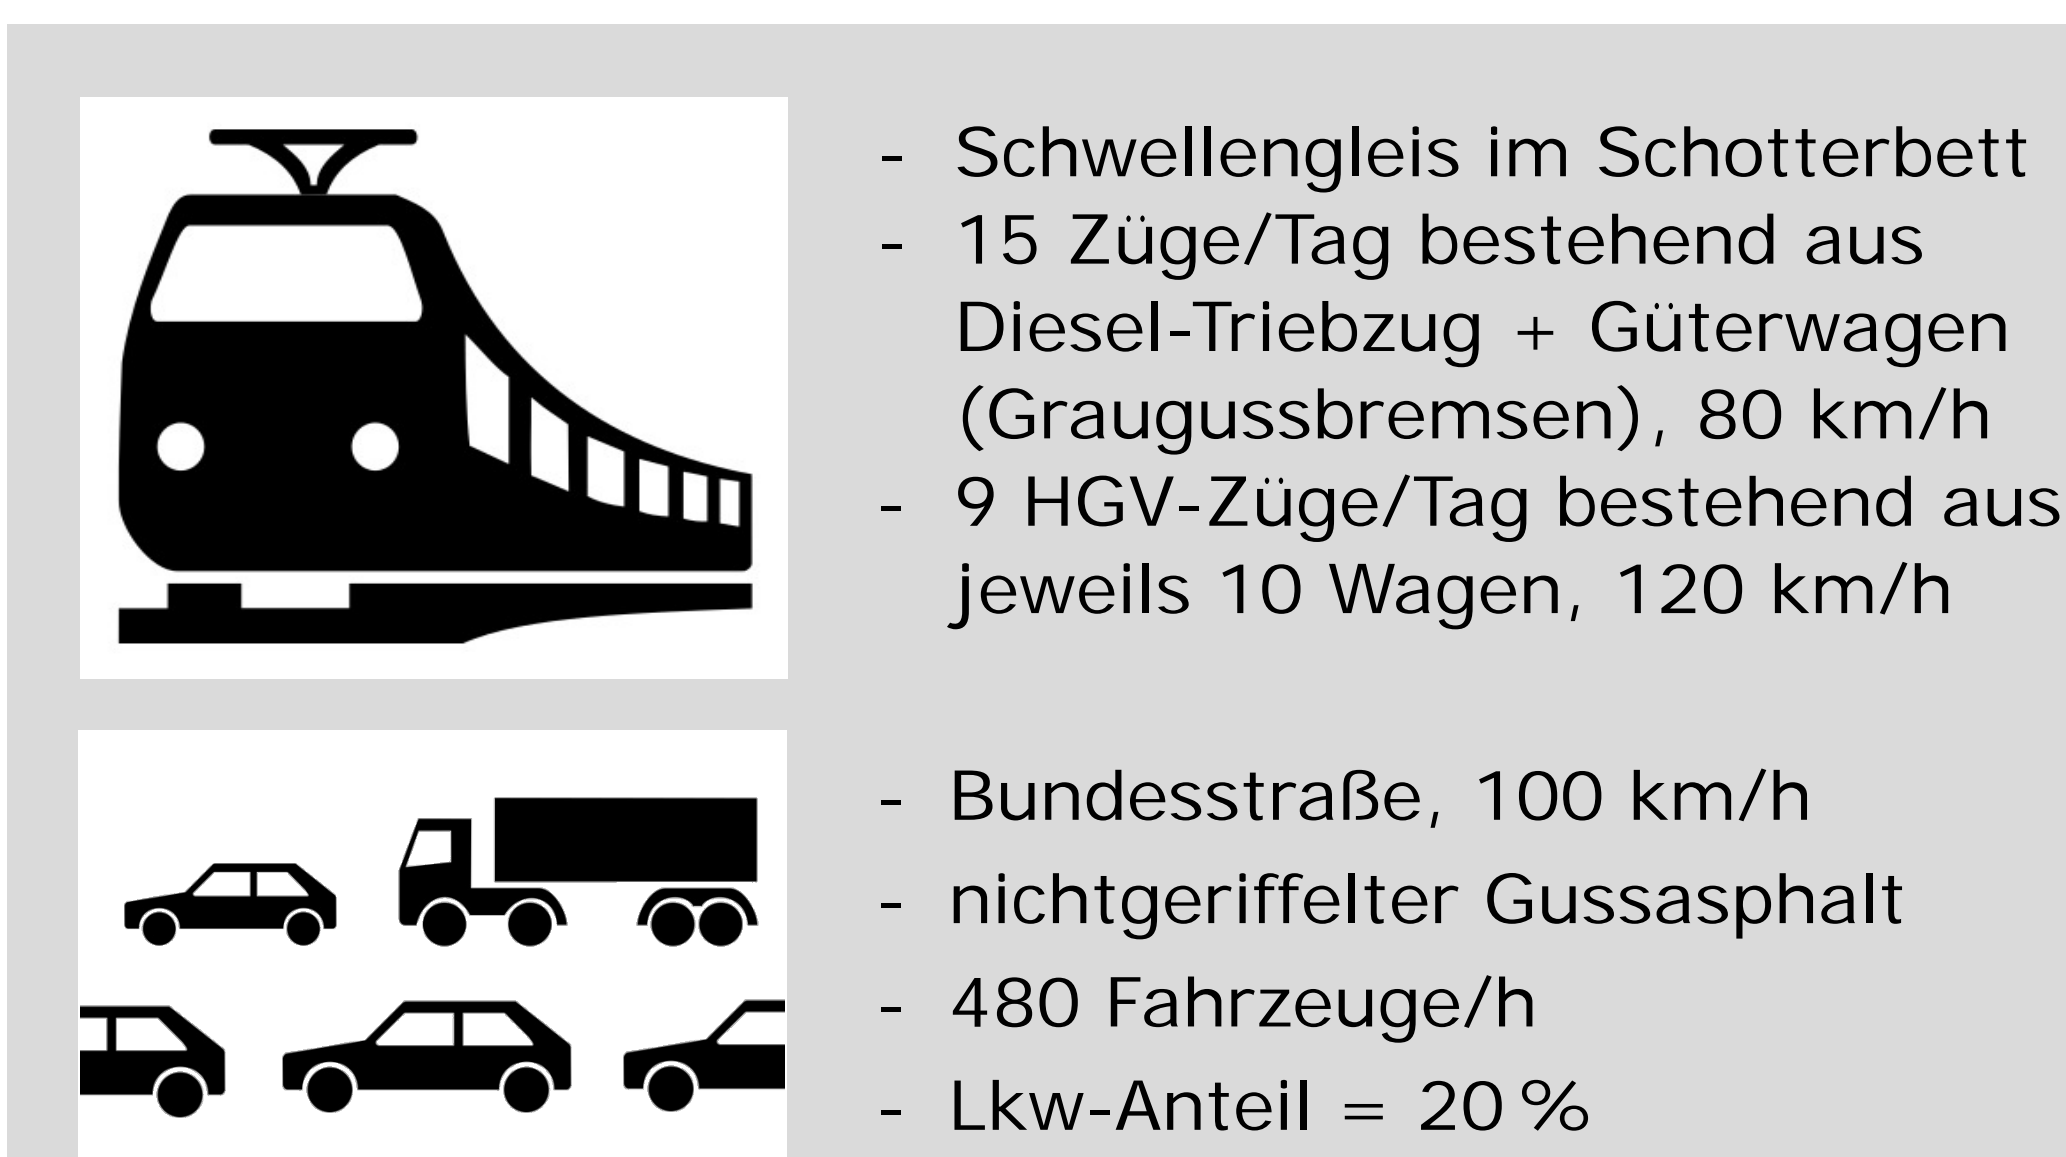 - Schwellengleis im Schotterbett
- 15 Züge/Tag bestehend aus
Diesel-Triebzug + Güterwagen
(Graugussbremsen), 80 km/h
- 9 HGV-Züge/Tag bestehend aus
jeweils 10 Wagen, 120 km/h
- Bundesstraße, 100 km/h
- nichtgeriffelter Gussasphalt
- 480 Fahrzeuge/h
- Lkw-Anteil = 20 %